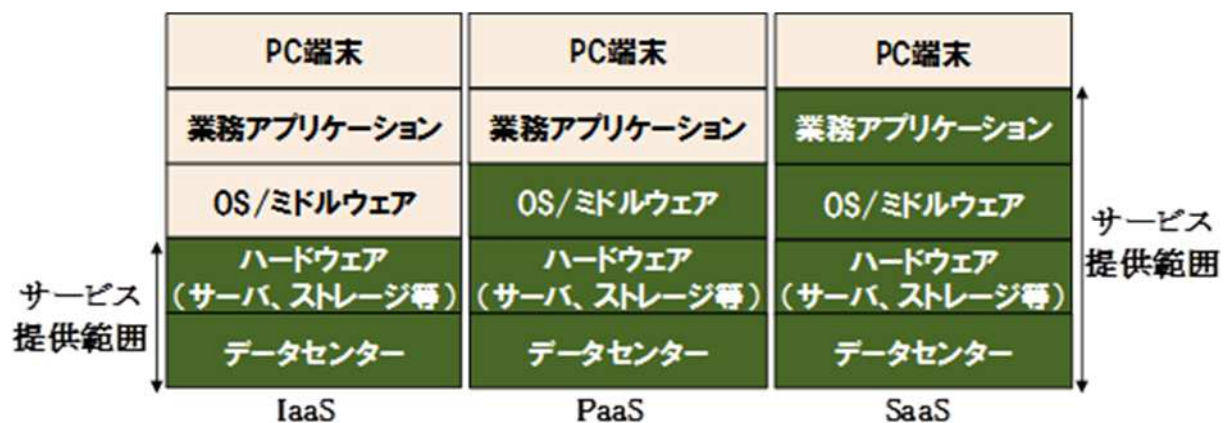 PC端末
PC端末
PC端末
業務アプリケーション
業務アプリケーション
業務アプリケーション
OS/ミドルウェア
OS/ミドルウェア
OS/ミドルウェア
サービス
提供範囲
ハードウェア
(サーバ、ストレージ等)
ハードウェア
(サーバ、ストレージ等)
ハードウェア
(サーバ、ストレージ等)
サービス
提供範囲
データセンター
データセンター
データセンター
IaaS
PaaS
SaaS